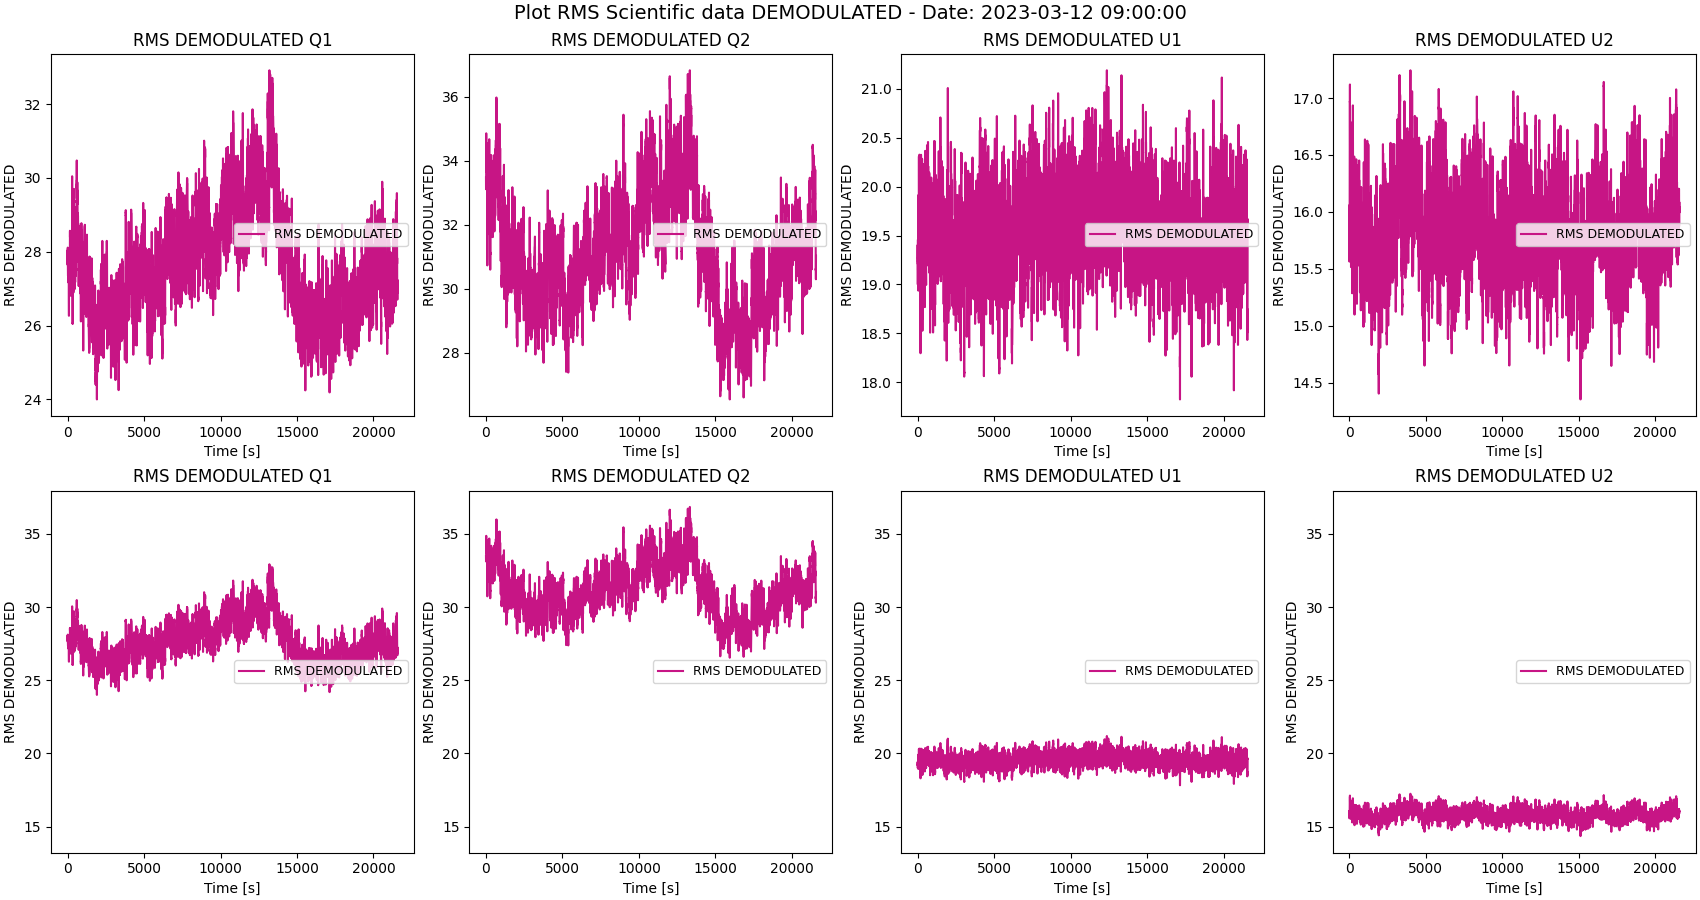 Plot RMS Scientific data DEMODULATED - Date: 2023-03-12 09:00:00
RMS DEMODULATED Q1
RMS DEMODULATED
32
30
28
26
24
RMS DEMODULATED
0 5000 10000 15000 20000
Time [s]
RMS DEMODULATED Q2
RMS DEMODULATED
36
34
32
30
28
RMS DEMODULATED
0 5000 10000 15000 20000
Time [s]
RMS DEMODULATED U1
RMS DEMODULATED
21.0
20.5
20.0
19.5
19.0
18.5
18.0
RMS DEMODULATED
0 5000 10000 15000 20000
Time [s]
RMS DEMODULATED U2
RMS DEMODULATED
17.0
16.5
16.0
15.5
15.0
14.5
RMS DEMODULATED
0 5000 10000 15000 20000
Time [s]
RMS DEMODULATED Q1
RMS DEMODULATED
35
30
25
20
15
RMS DEMODULATED
0 5000 10000 15000 20000
Time [s]
RMS DEMODULATED Q2
RMS DEMODULATED
35
30
25
20
15
RMS DEMODULATED
0 5000 10000 15000 20000
Time [s]
RMS DEMODULATED U1
RMS DEMODULATED
35
30
25
20
15
RMS DEMODULATED
0 5000 10000 15000 20000
Time [s]
RMS DEMODULATED U2
RMS DEMODULATED
35
30
25
20
15
RMS DEMODULATED
0 5000 10000 15000 20000
Time [s]